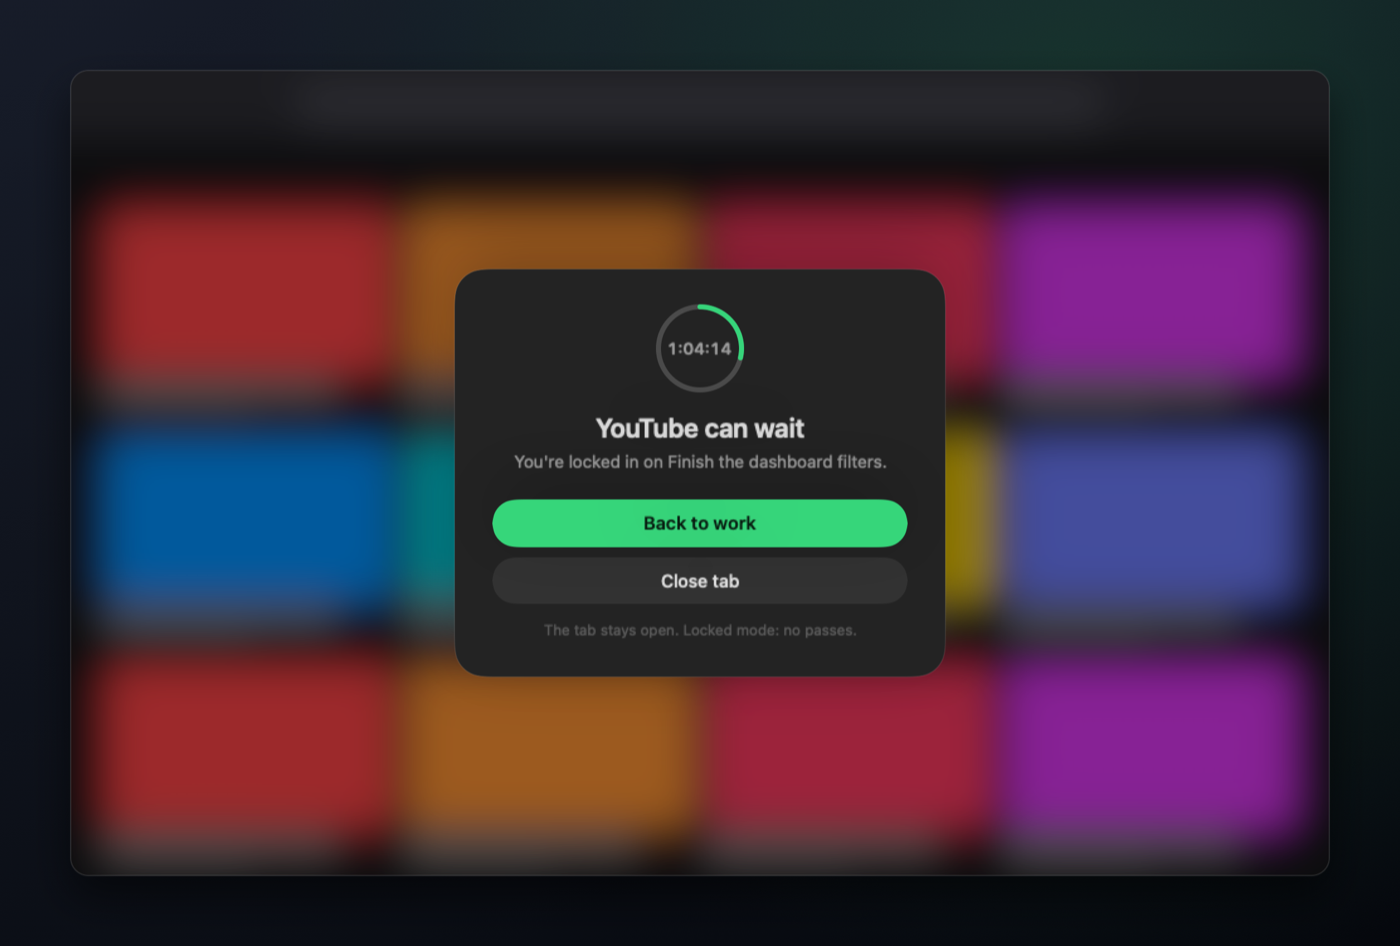 1:04:14
YouTube can wait
You're locked in on Finish the dashboard filters.
Back to work
Close tab
The tab stays open. Locked mode: no passes.